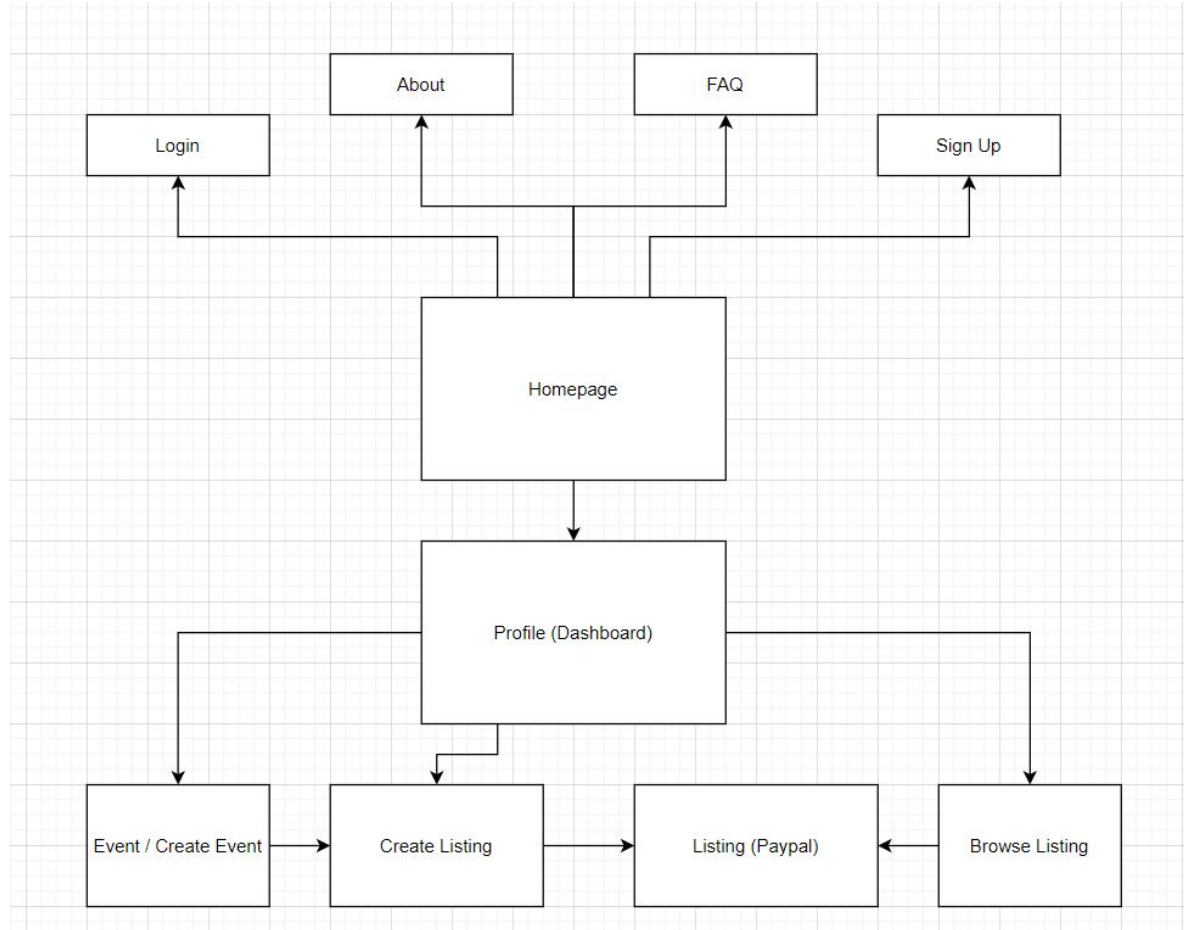 About
FAQ
Login
Sign Up
Homepage
Profile (Dashboard)
Event / Create Event
Create Listing
Listing (Paypal)
Browse Listing